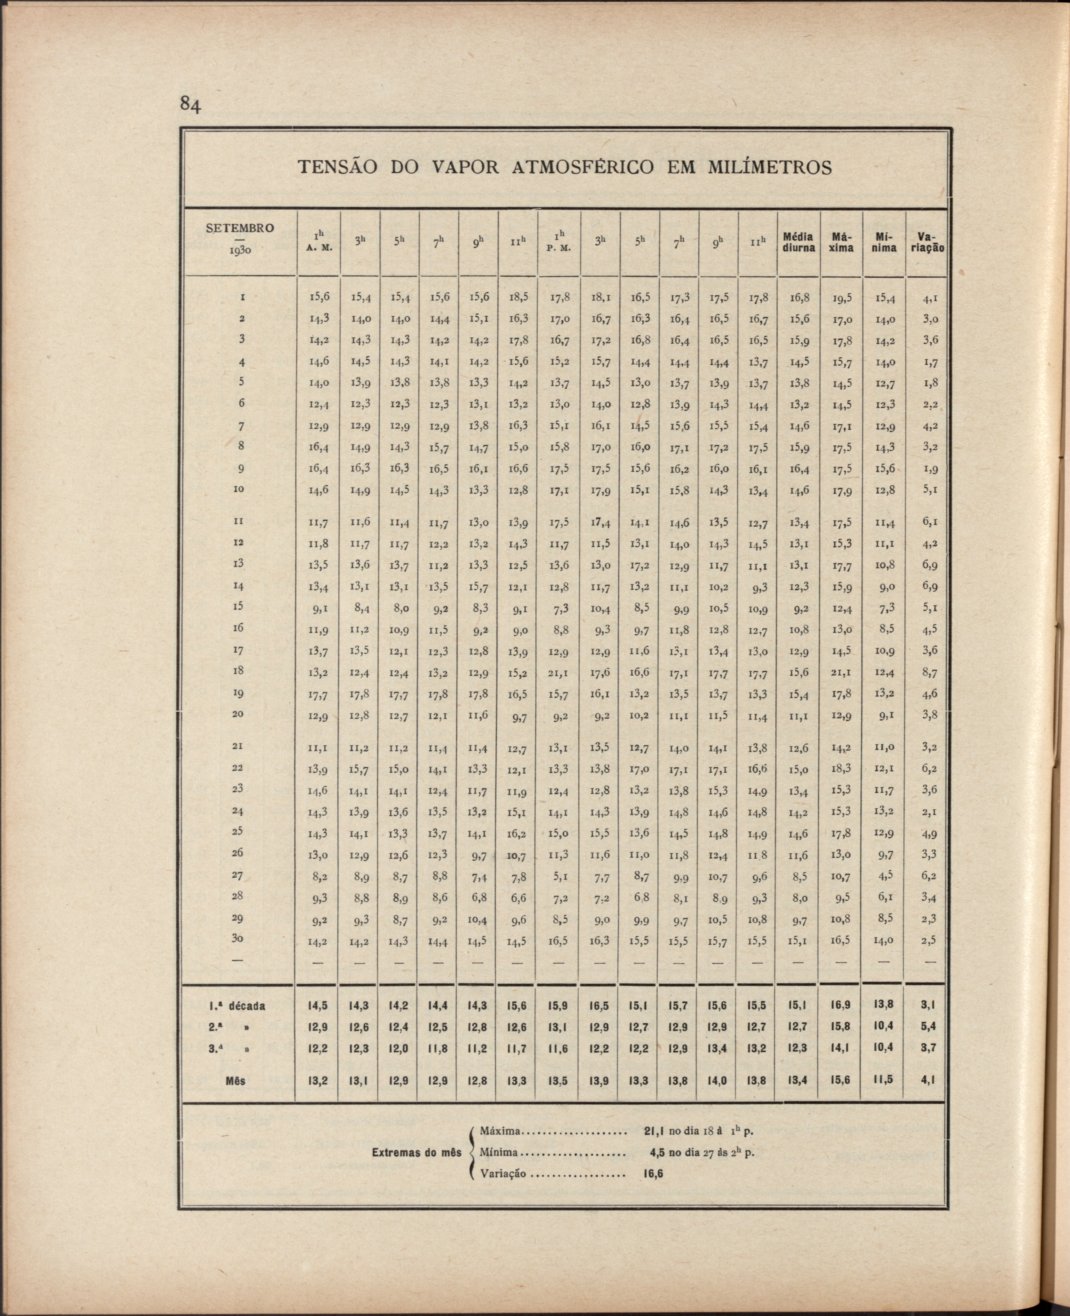 84
TENSÃO DO VAPOR ATMOSFÉRICO EM MILÍMETROS
SETEMBRO — 1930 1h A. M. 3h 5h 7h 9h 11h 1h P. M. 3h 5h 7h 9h 11h Média diurna Má-xima Mí-nima Va-riação
1 15,6 15,4 15,4 15,6 15,6 18,5 17,8 18,1 16,5 17,3 17,5 17,8 16,8 19,5 15,4 4,1
2 14,3 14,0 14,0 14,4 15,1 16,3 17,0 16,7 16,3 16,4 16,5 16,7 15,6 17,0 14,0 3,0
3 14,2 14,3 14,3 14,2 14,2 17,8 16,7 17,2 16,8 16,4 16,5 16,5 15,9 17,8 14,2 3,6
4 14,6 14,5 14,3 14,1 14,2 15,6 15,2 15,7 14,4 14,4 14,4 13,7 14,5 15,7 14,0 1,7
5 14,0 13,9 13,8 13,8 13,3 14,2 13,7 14,5 13,0 13,7 13,9 13,7 13,8 14,5 12,7 1,8
6 12,4 12,3 12,3 12,3 13,1 13,2 13,0 14,0 12,8 13,9 14,3 14,4 13,2 14,5 12,3 2,2
7 12,9 12,9 12,9 12,9 13,8 16,3 15,1 16,1 14,5 15,6 15,5 15,4 14,6 17,1 12,9 4,2
8 16,4 14,9 14,3 15,7 14,7 15,0 15,8 17,0 16,0 17,1 17,2 17,5 15,9 17,5 14,3 3,2
9 16,4 16,3 16,3 16,5 16,1 16,6 17,5 17,5 15,6 16,2 16,0 16,1 16,4 17,5 15,6 1,9
10 14,6 14,9 14,5 14,3 13,3 12,8 17,1 17,9 15,1 15,8 14,3 13,4 14,6 17,9 12,8 5,1
11 11,7 11,6 11,4 11,7 13,0 13,9 17,5 17,4 14,1 14,6 13,5 12,7 13,4 17,5 11,4 6,1
12 11,8 11,7 11,7 12,2 13,2 14,3 11,7 11,5 13,1 14,0 14,3 14,5 13,1 15,3 11,1 4,2
13 13,5 13,6 13,7 11,2 13,3 12,5 13,6 13,0 17,2 12,9 11,7 11,1 13,1 17,7 10,8 6,9
14 13,4 13,1 13,1 13,5 15,7 12,1 12,8 11,7 13,2 11,1 10,2 9,3 12,3 15,9 9,0 6,9
15 9,1 8,4 8,0 9,2 8,3 9,1 7,3 10,4 8,5 9,9 10,5 10,9 9,2 12,4 7,3 5,1
16 11,9 11,2 10,9 11,5 9,2 9,0 8,8 9,3 9,7 11,8 12,8 12,7 10,8 13,0 8,5 4,5
17 13,7 13,5 12,1 12,3 12,8 13,9 12,9 12,9 11,6 13,1 13,4 13,0 12,9 14,5 10,9 3,6
18 13,2 12,4 12,4 13,2 12,9 15,2 21,1 17,6 16,6 17,1 17,7 17,7 15,6 21,1 12,4 8,7
19 17,7 17,8 17,7 17,8 17,8 16,5 15,7 16,1 13,2 13,5 13,7 13,3 15,4 17,8 13,2 4,6
20 12,9 12,8 12,7 12,1 11,6 9,7 9,2 9,2 10,2 11,1 11,5 11,4 11,1 12,9 9,1 3,8
21 11,1 11,2 11,2 11,4 11,4 12,7 13,1 13,5 12,7 14,0 14,1 13,8 12,6 14,2 11,0 3,2
22 13,9 15,7 15,0 14,1 13,3 12,1 13,3 13,8 17,0 17,1 17,1 16,6 15,0 18,3 12,1 6,2
23 14,6 14,1 14,1 12,4 11,7 11,9 12,4 12,8 13,2 13,8 15,3 14,9 13,4 15,3 11,7 3,6
24 14,3 13,9 13,6 13,5 13,2 15,1 14,1 14,3 13,9 14,8 14,6 14,8 14,2 15,3 13,2 2,1
25 14,3 14,1 13,3 13,7 14,1 16,2 15,0 15,5 13,6 14,5 14,8 14,9 14,6 17,8 12,9 4,9
26 13,0 12,9 12,6 12,3 9,7 10,7 11,3 11,6 11,0 11,8 12,4 11 8 11,6 13,0 9,7 3,3
27 8,2 8,9 8,7 8,8 7,4 7,8 5,1 7,7 8,7 9,9 10,7 9,6 8,5 10,7 4,5 6,2
28 9,3 8,8 8,9 8,6 6,8 6,6 7,2 7,2 6 8 8,1 8,9 9,3 8,0 9,5 6,1 3,4
29 9,2 9,3 8,7 9,2 10,4 9,6 8,5 9,0 9,9 9,7 10,5 10,8 9,7 10,8 8,5 2,3
30 14,2 14,2 14,3 14,4 14,5 14,5 16,5 16,3 15,5 15,5 15,7 15,5 15,1 16,5 14,0 2,5
— — — — — — — — — — — — — — — — —
1.ª década 14,5 14,3 14,2 14,4 14,3 15,6 15,9 16,5 15,1 15,7 15,6 15,5 15,1 16,9 13,8 3,1
2.ª » 12,9 12,6 12,4 12,5 12,8 12,6 13,1 12,9 12,7 12,9 12,9 12,7 12,7 15,8 10,4 5,4
3.ª » 12,2 12,3 12,0 11,8 11,2 11,7 11,6 12,2 12,2 12,9 13,4 13,2 12,3 14,1 10,4 3,7
Mês 13,2 13,1 12,9 12,9 12,8 13,3 13,5 13,9 13,3 13,8 14,0 13,8 13,4 15,6 11,5 4,1
Máxima.................... 21,1 no dia 18 á 1h p.
Extremas do mês Mínima.................... 4,5 no dia 27 ás 2h p.
Variação .................. 16,6